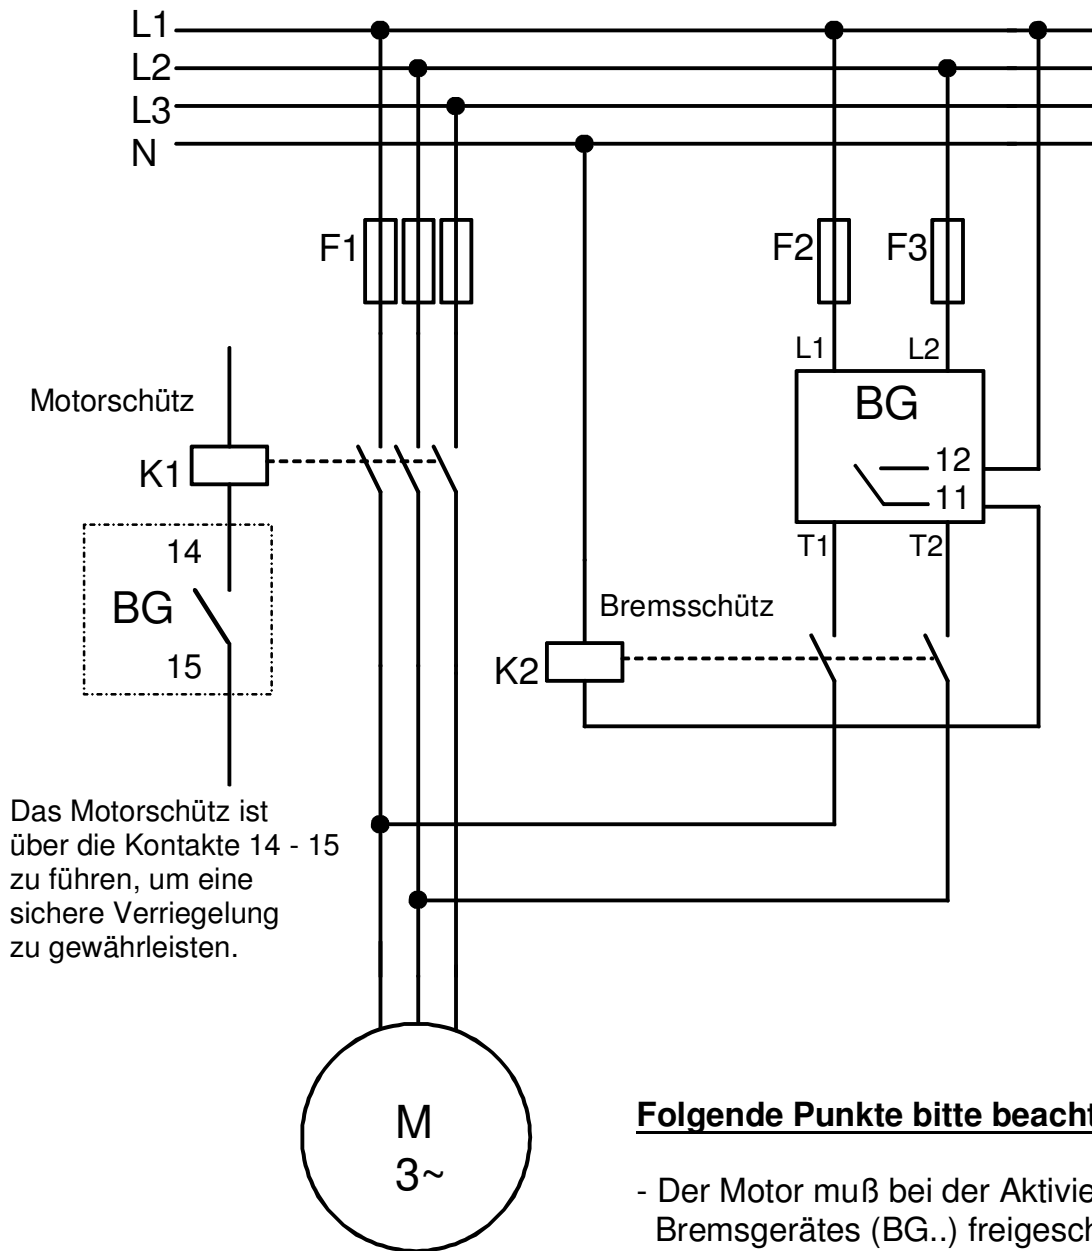 L1
L2
L3
N
F1
F2
F3
L1
L2
Motorschütz
BG
K1
12
11
14
T1
T2
BG
Bremsschütz
15
K2
Das Motorschütz ist
über die Kontakte 14 - 15
zu führen, um eine
sichere Verriegelung
zu gewährleisten.
M
3~
Folgende Punkte bitte beacht
- Der Motor muß bei der Aktivie
Bremsgerätes (BG..) freigesch